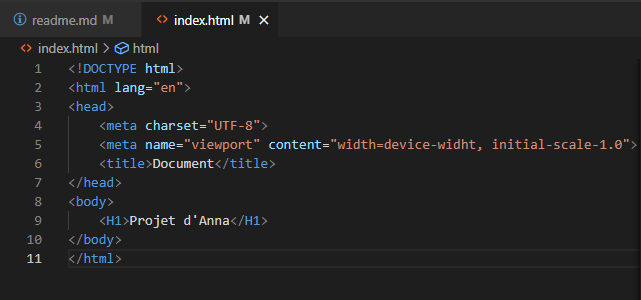 readme.md M index.html M
index.html > html
1 <!DOCTYPE html>
2 <html lang="en">
3 <head>
4 <meta charset="UTF-8">
5 <meta name="viewport" content="width=device-widht, initial-scale-1.0">
6 <title>Document</title>
7 </head>
8 <body>
9 <H1>Projet d'Anna</H1>
10 </body>
11 </html>